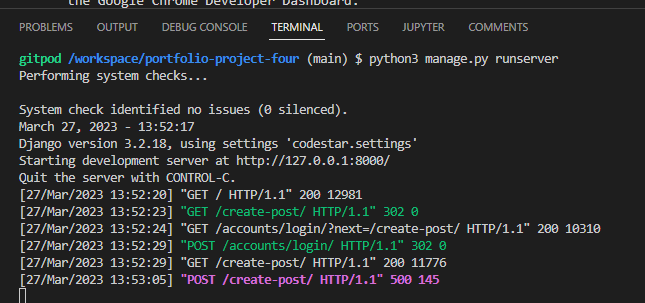 the Google Chrome Developer Dashboard.
PROBLEMS OUTPUT DEBUG CONSOLE TERMINAL PORTS JUPYTER COMMENTS
gitpod /workspace/portfolio-project-four (main) $ python3 manage.py runserver
Performing system checks...
System check identified no issues (0 silenced).
March 27, 2023 - 13:52:17
Django version 3.2.18, using settings 'codestar.settings'
Starting development server at http://127.0.0.1:8000/
Quit the server with CONTROL-C.
[27/Mar/2023 13:52:20] "GET / HTTP/1.1" 200 12981
[27/Mar/2023 13:52:23] "GET /create-post/ HTTP/1.1" 302 0
[27/Mar/2023 13:52:24] "GET /accounts/login/?next=/create-post/ HTTP/1.1" 200 10310
[27/Mar/2023 13:52:29] "POST /accounts/login/ HTTP/1.1" 302 0
[27/Mar/2023 13:52:29] "GET /create-post/ HTTP/1.1" 200 11776
[27/Mar/2023 13:53:05] "POST /create-post/ HTTP/1.1" 500 145